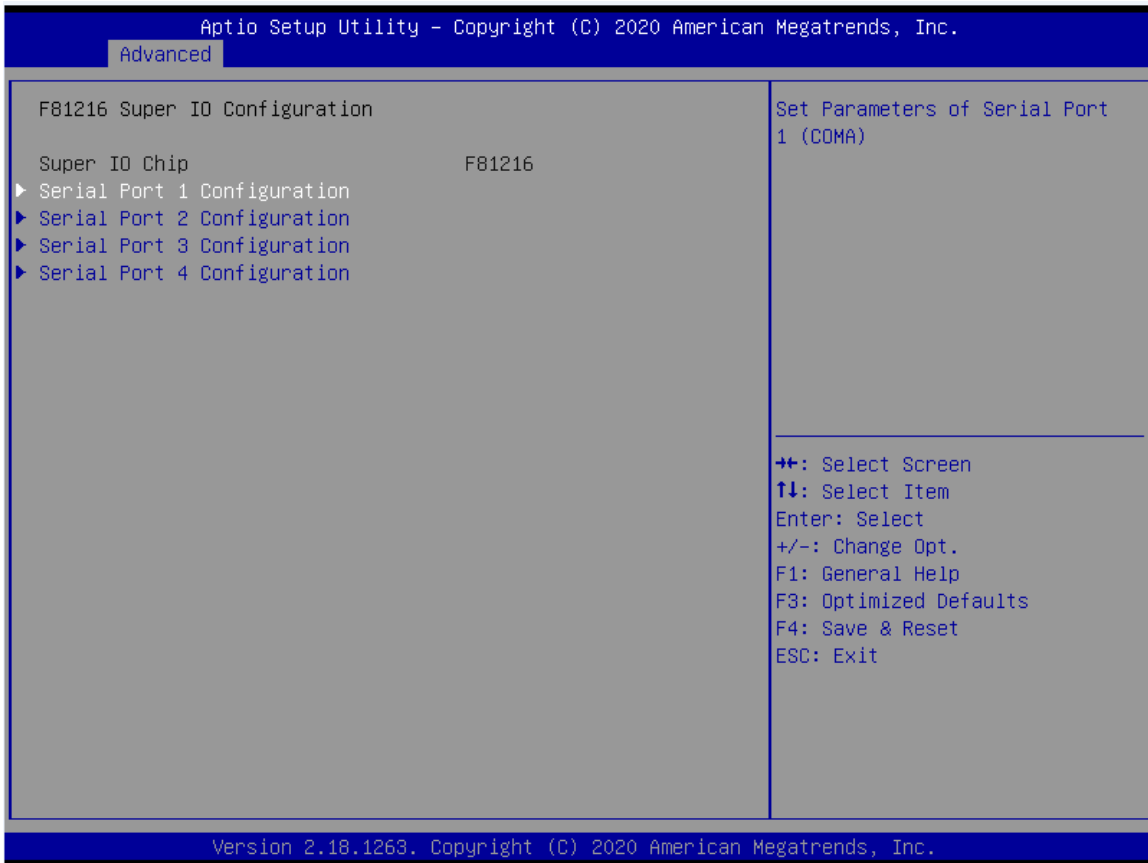 Aptio Setup Utility – Copyright (C) 2020 American Megatrends, Inc.
Advanced
F81216 Super IO Configuration
Super IO Chip F81216
▶ Serial Port 1 Configuration
▶ Serial Port 2 Configuration
▶ Serial Port 3 Configuration
▶ Serial Port 4 Configuration
Set Parameters of Serial Port
1 (COMA)
→←: Select Screen
↑↓: Select Item
Enter: Select
+/-: Change Opt.
F1: General Help
F3: Optimized Defaults
F4: Save & Reset
ESC: Exit
Version 2.18.1263. Copyright (C) 2020 American Megatrends, Inc.